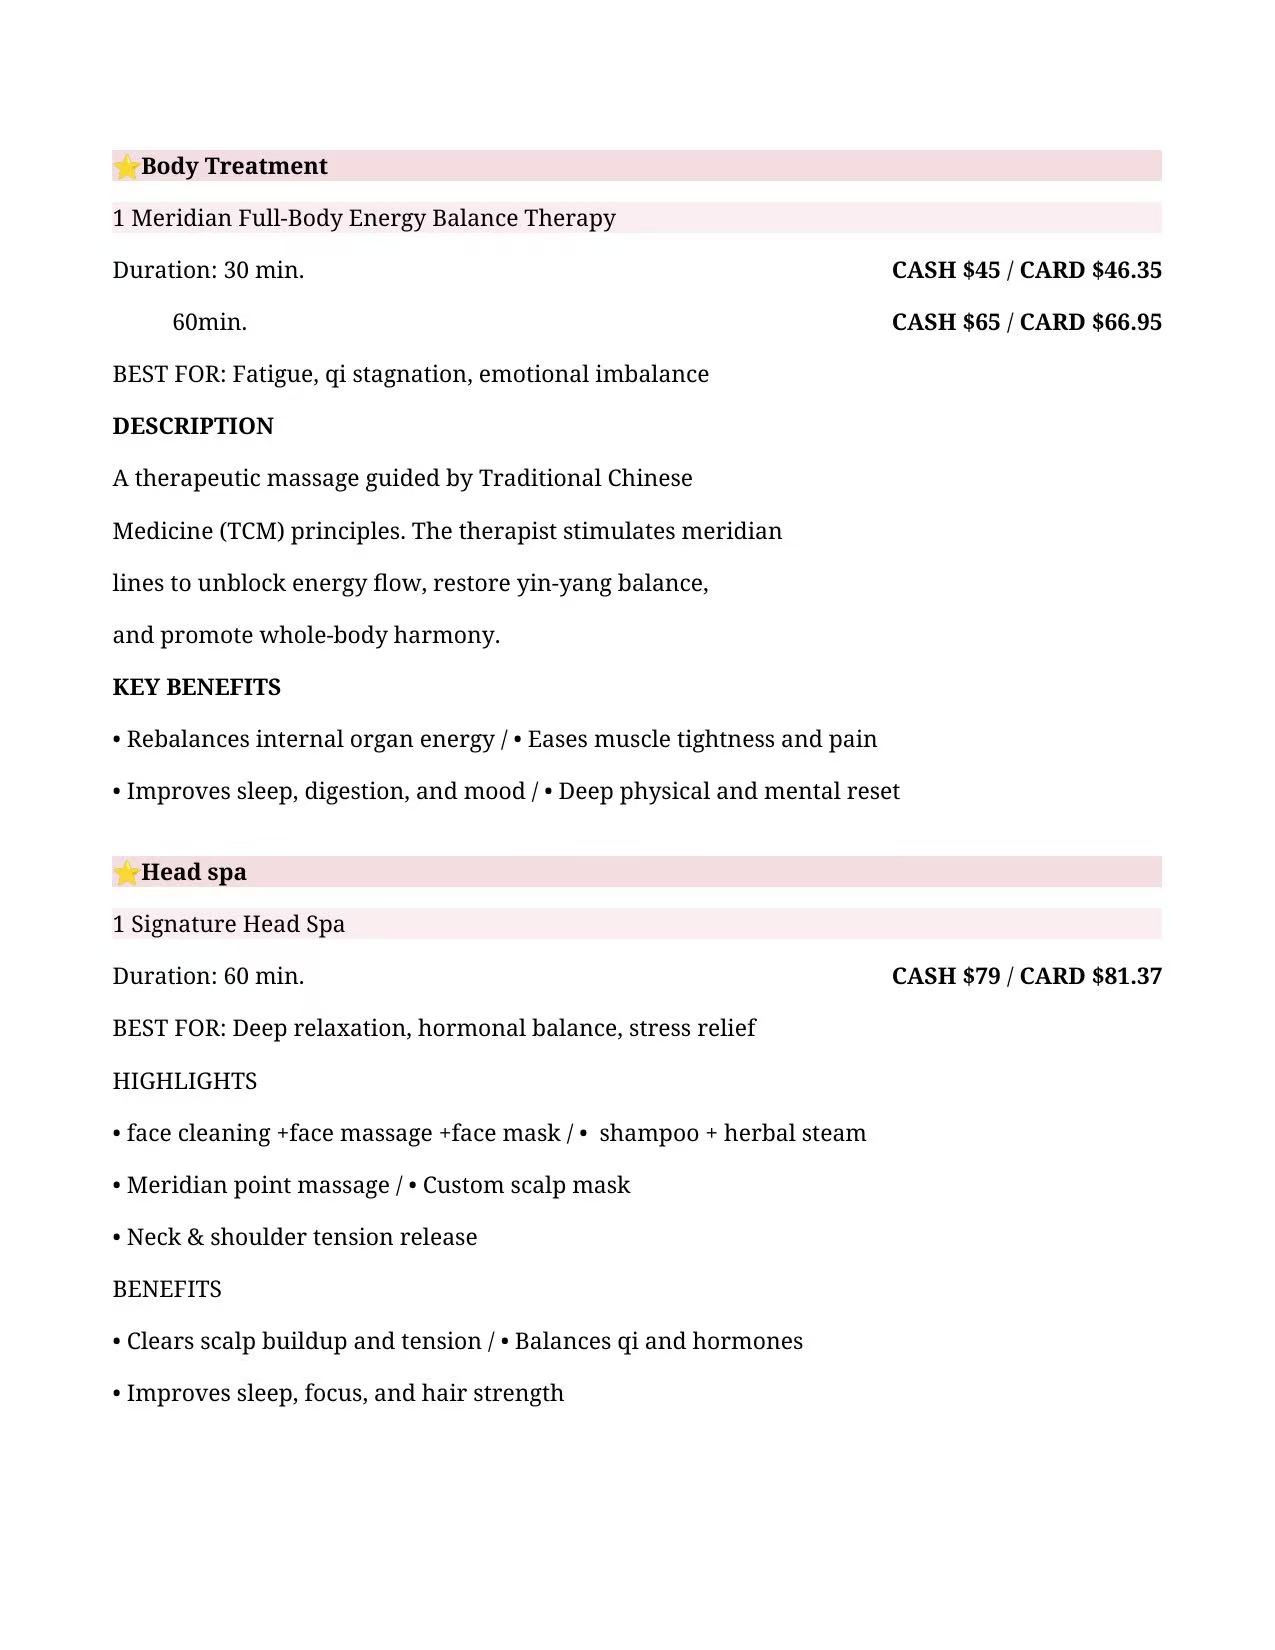 ⭐Body Treatment
1 Meridian Full-Body Energy Balance Therapy
Duration: 30 min. CASH $45 / CARD $46.35
60min. CASH $65 / CARD $66.95
BEST FOR: Fatigue, qi stagnation, emotional imbalance
DESCRIPTION
A therapeutic massage guided by Traditional Chinese
Medicine (TCM) principles. The therapist stimulates meridian
lines to unblock energy flow, restore yin-yang balance,
and promote whole-body harmony.
KEY BENEFITS
• Rebalances internal organ energy / • Eases muscle tightness and pain
• Improves sleep, digestion, and mood / • Deep physical and mental reset
⭐Head spa
1 Signature Head Spa
Duration: 60 min. CASH $79 / CARD $81.37
BEST FOR: Deep relaxation, hormonal balance, stress relief
HIGHLIGHTS
• face cleaning +face massage +face mask / •  shampoo + herbal steam
• Meridian point massage / • Custom scalp mask
• Neck & shoulder tension release
BENEFITS
• Clears scalp buildup and tension / • Balances qi and hormones
• Improves sleep, focus, and hair strength